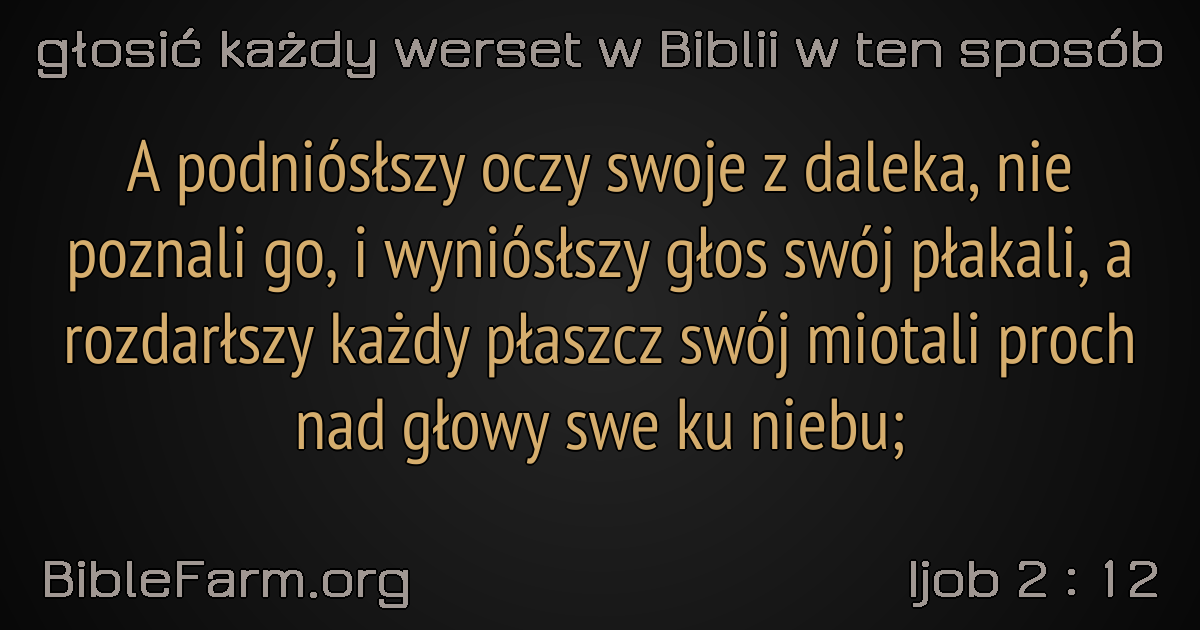 głosić każdy werset w Biblii w ten sposób
A podniósłszy oczy swoje z daleka, nie
poznali go, i wyniósłszy głos swój płakali, a
rozdarłszy każdy płaszcz swój miotali proch
nad głowy swe ku niebu;
BibleFarm.org
Ijob 2 : 12